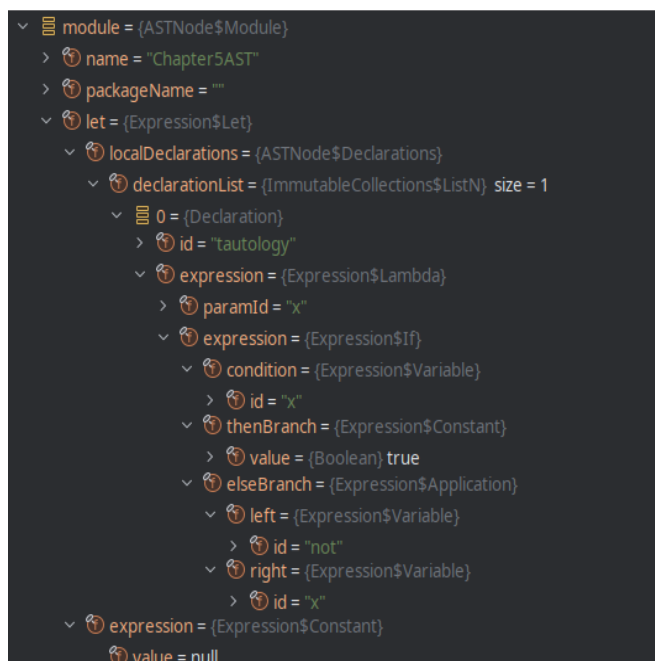 module = {ASTNode$Module}
name = "Chapter5AST"
packageName = ""
let = {Expression$Let}
localDeclarations = {ASTNode$Declarations}
declarationList = {ImmutableCollections$ListN} size = 1
0 = {Declaration}
id = "tautology"
expression = {Expression$Lambda}
paramId = "x"
expression = {Expression$If}
condition = {Expression$Variable}
id = "x"
thenBranch = {Expression$Constant}
value = {Boolean} true
elseBranch = {Expression$Application}
left = {Expression$Variable}
id = "not"
right = {Expression$Variable}
id = "x"
expression = {Expression$Constant}
value = null